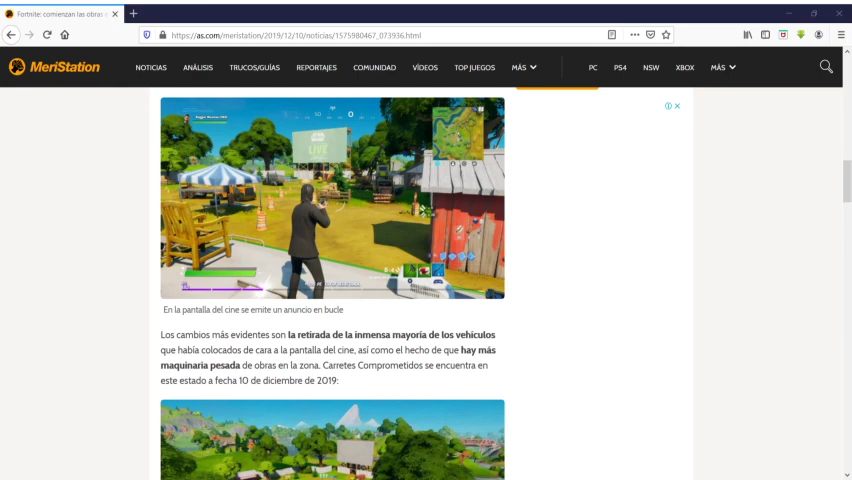 Fortnite: comienzan las obras
https://as.com/meristation/2019/12/10/noticias/1575980467_073936.html
MeriStation
NOTICIAS
ANÁLISIS
TRUCOS/GUÍAS
REPORTAJES
COMUNIDAD
VÍDEOS
TOP JUEGOS
MÁS
PC
PS4
NSW
XBOX
MÁS
LIVE
En la pantalla del cine se emite un anuncio en bucle
Los cambios más evidentes son la retirada de la inmensa mayoría de los vehículos
que había colocados de cara a la pantalla del cine, así como el hecho de que hay más
maquinaria pesada de obras en la zona. Carretes Comprometidos se encuentra en
este estado a fecha 10 de diciembre de 2019: